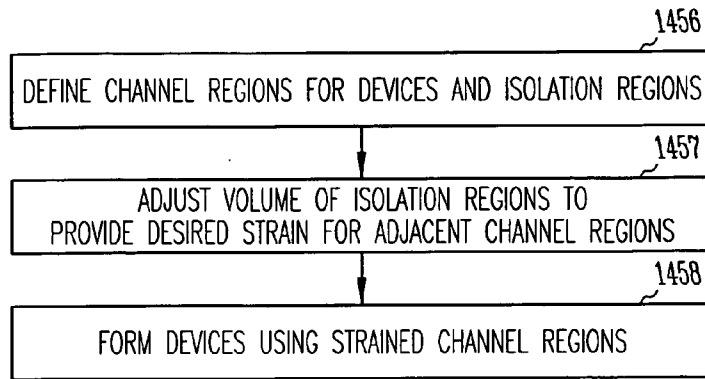 1456
DEFINE CHANNEL REGIONS FOR DEVICES AND ISOLATION REGIONS
1457
ADJUST VOLUME OF ISOLATION REGIONS TO
PROVIDE DESIRED STRAIN FOR ADJACENT CHANNEL REGIONS
1458
FORM DEVICES USING STRAINED CHANNEL REGIONS